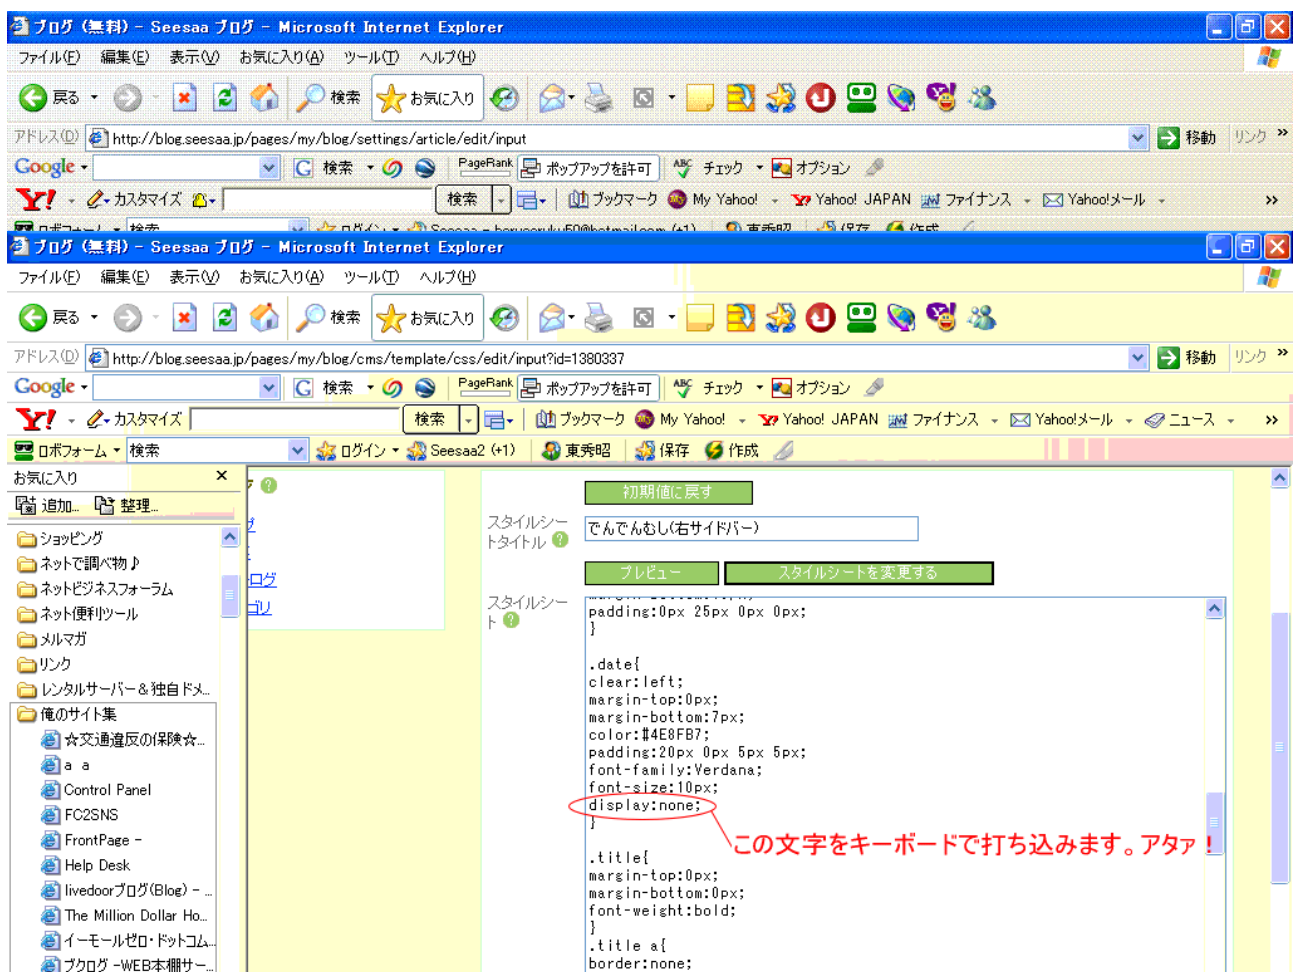 ブログ (無料) - Seesaa ブログ - Microsoft Internet Explorer
ファイル(F) 編集(E) 表示(V) お気に入り(A) ツール(T) ヘルプ(H)
戻る 検索 お気に入り
アドレス(D) http://blog.seesaa.jp/pages/my/blog/settings/article/edit/input 移動 リンク »
Google 検索 PageRank ポップアップを許可 ABC チェック オプション
Y! カスタマイズ 検索 ブックマーク My Yahoo! Yahoo! JAPAN ファイナンス Yahoo!メール »
ロボフォーム 検索 ログイン 東秀昭 保存 作成
ブログ (無料) - Seesaa ブログ - Microsoft Internet Explorer
ファイル(F) 編集(E) 表示(V) お気に入り(A) ツール(T) ヘルプ(H)
戻る 検索 お気に入り
アドレス(D) http://blog.seesaa.jp/pages/my/blog/cms/template/css/edit/input?id=1380337 移動 リンク »
Google 検索 PageRank ポップアップを許可 ABC チェック オプション
Y! カスタマイズ 検索 ブックマーク My Yahoo! Yahoo! JAPAN ファイナンス Yahoo!メール ニュース »
ロボフォーム 検索 ログイン Seesaa2 (+1) 東秀昭 保存 作成
お気に入り ×
追加... 整理...
ショッピング
ネットで調べ物♪
ネットビジネスフォーラム
ネット便利ツール
メルマガ
リンク
レンタルサーバー＆独自ドメ...
俺のサイト集
☆交通違反の保険☆...
a a
Control Panel
FC2SNS
FrontPage -
Help Desk
livedoorブログ(Blog) - ...
The Million Dollar Ho...
イーモールゼロ・ドットコム...
ブクログ -WEB本棚サー...
ログ
ゴリ
初期値に戻す
スタイルシートタイトル ?
でんでんむし(右サイドバー)
プレビュー スタイルシートを変更する
スタイルシート ?
padding:0px 25px 0px 0px;
}
.date{
clear:left;
margin-top:0px;
margin-bottom:7px;
color:#4E8FB7;
padding:20px 0px 5px 5px;
font-family:Verdana;
font-size:10px;
display:none;
}
この文字をキーボードで打ち込みます。アタァ！
.title{
margin-top:0px;
margin-bottom:0px;
font-weight:bold;
}
.title a{
border:none;